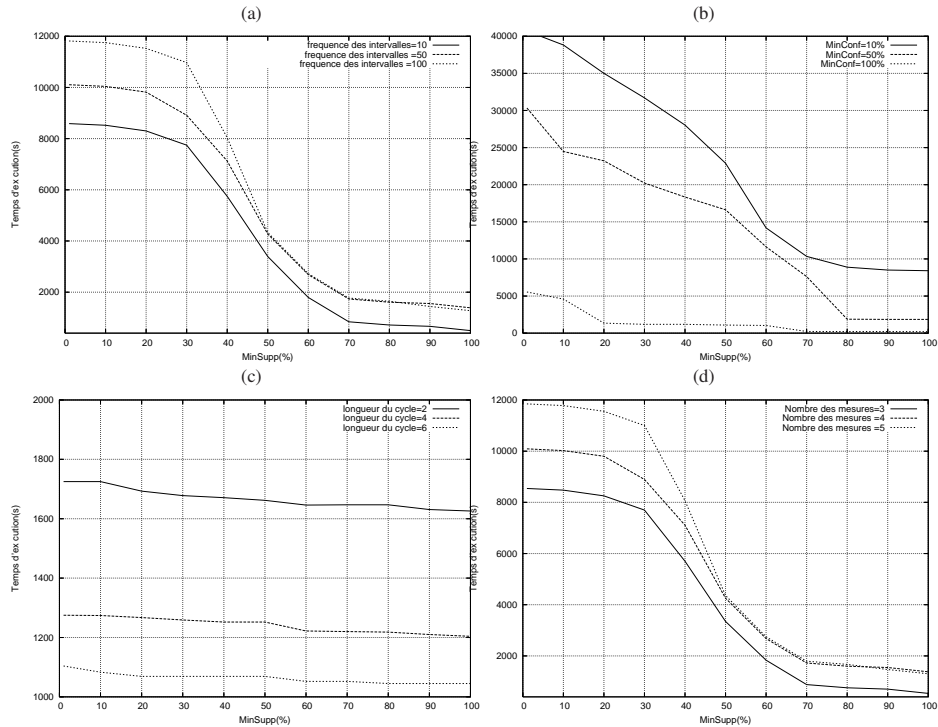 (a)
12000
10000
8000
6000
4000
2000
Temps d'ex cution(s)
frequence des intervalles=10
frequence des intervalles=50
frequence des intervalles =100
0 10 20 30 40 50 60 70 80 90 100
MinSupp(%)
(b)
40000
35000
30000
25000
20000
15000
10000
5000
0
Temps d'ex cution(s)
MinConf=10%
MinConf=50%
MinConf=100%
0 10 20 30 40 50 60 70 80 90 100
MinSupp(%)
(c)
2000
1800
1600
1400
1200
1000
Temps d'ex cution(s)
longueur du cycle=2
longueur du cycle=4
longueur du cycle=6
0 10 20 30 40 50 60 70 80 90 100
MinSupp(%)
(d)
12000
10000
8000
6000
4000
2000
Temps d'ex cution(s)
Nombre des mesures=3
Nombre des mesures =4
Nombre des mesures =5
0 10 20 30 40 50 60 70 80 90 100
MinSupp(%)